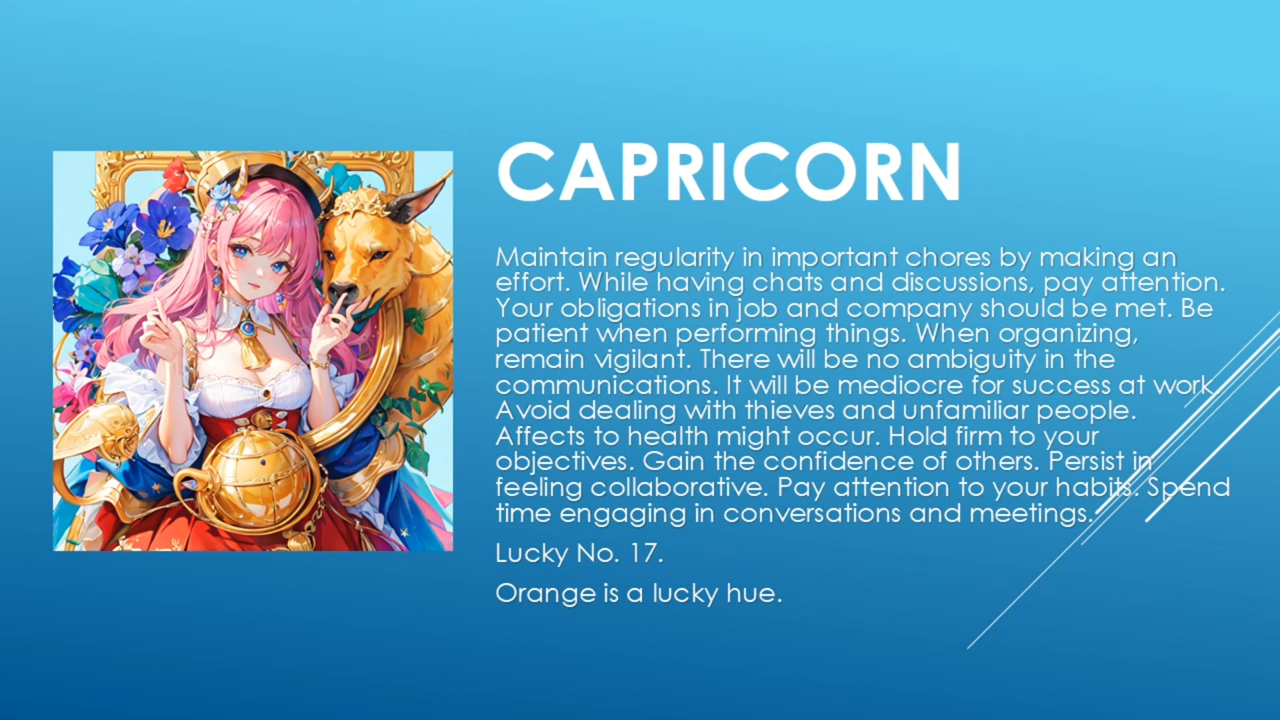 CAPRICORN
Maintain regularity in important chores by making an
effort. While having chats and discussions, pay attention.
Your obligations in job and company should be met. Be
patient when performing things. When organizing,
remain vigilant. There will be no ambiguity in the
communications. It will be mediocre for success at work.
Avoid dealing with thieves and unfamiliar people.
Affects to health might occur. Hold firm to your
objectives. Gain the confidence of others. Persist in
feeling collaborative. Pay attention to your habits. Spend
time engaging in conversations and meetings.
Lucky No. 17.
Orange is a lucky hue.